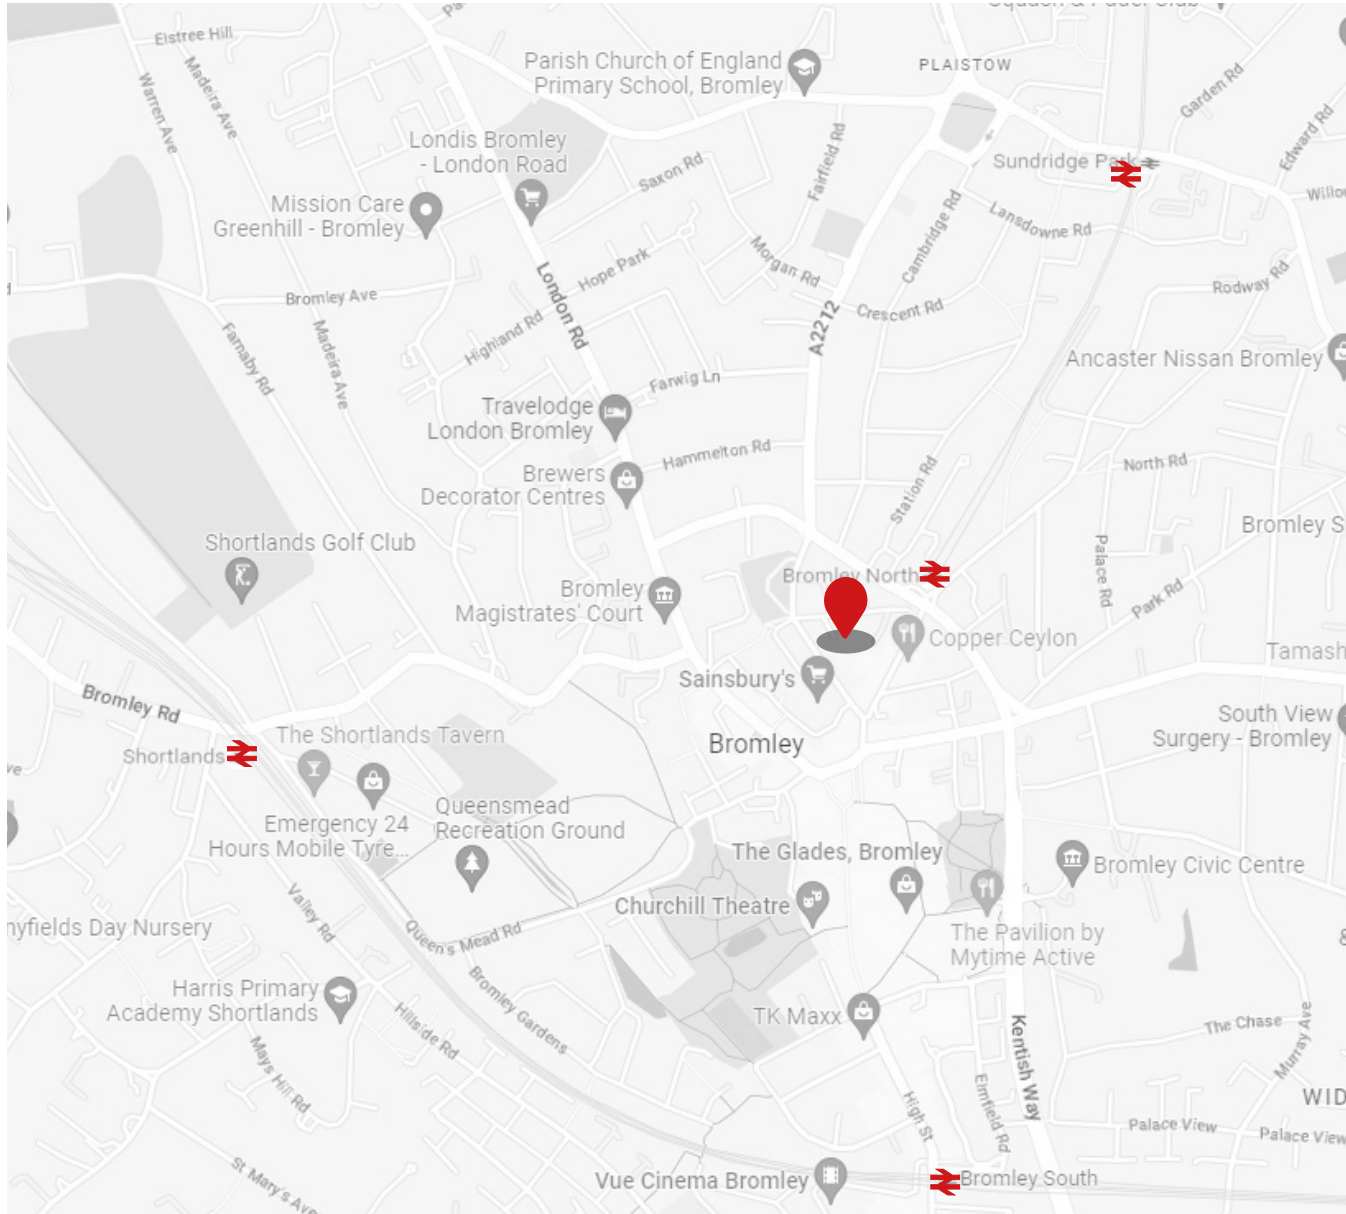 Elstree Hill
Warren Ave
Madeira Ave
Parish Church of England
Primary School, Bromley
PLAISTOW
Garden Rd
Edward Rd
Londis Bromley
- London Road
Saxon Rd
Fairfield Rd
Sundridge Park
Mission Care
Greenhill - Bromley
Cambridge Rd
Lansdowne Rd
Hope Park
Morgan Rd
Bromley Ave
London Rd
Crescent Rd
Rodway Rd
Highland Rd
A2212
Farnaby Rd
Madeira Ave
Ancaster Nissan Bromley
Farwig Ln
Travelodge
London Bromley
Hammelton Rd
North Rd
Brewers
Decorator Centres
Station Rd
Bromley S
Shortlands Golf Club
Palace Rd
Bromley North
Park Rd
Bromley
Magistrates' Court
Copper Ceylon
Tamash
Sainsbury's
Bromley Rd
South View
Surgery - Bromley
The Shortlands Tavern
Bromley
Shortlands
Queensmead
Recreation Ground
Emergency 24
Hours Mobile Tyre...
The Glades, Bromley
Bromley Civic Centre
Valley Rd
Churchill Theatre
nyfields Day Nursery
Queen's Mead Rd
The Pavilion by
Mytime Active
Harris Primary
Academy Shortlands
Bromley Gardens
TK Maxx
Hillside Rd
The Chase
Murray Ave
Kentish Way
Mays Hill Rd
High St
Elmfield Rd
WID
Palace View
Palace View
St Mary's Ave
Vue Cinema Bromley
Bromley South